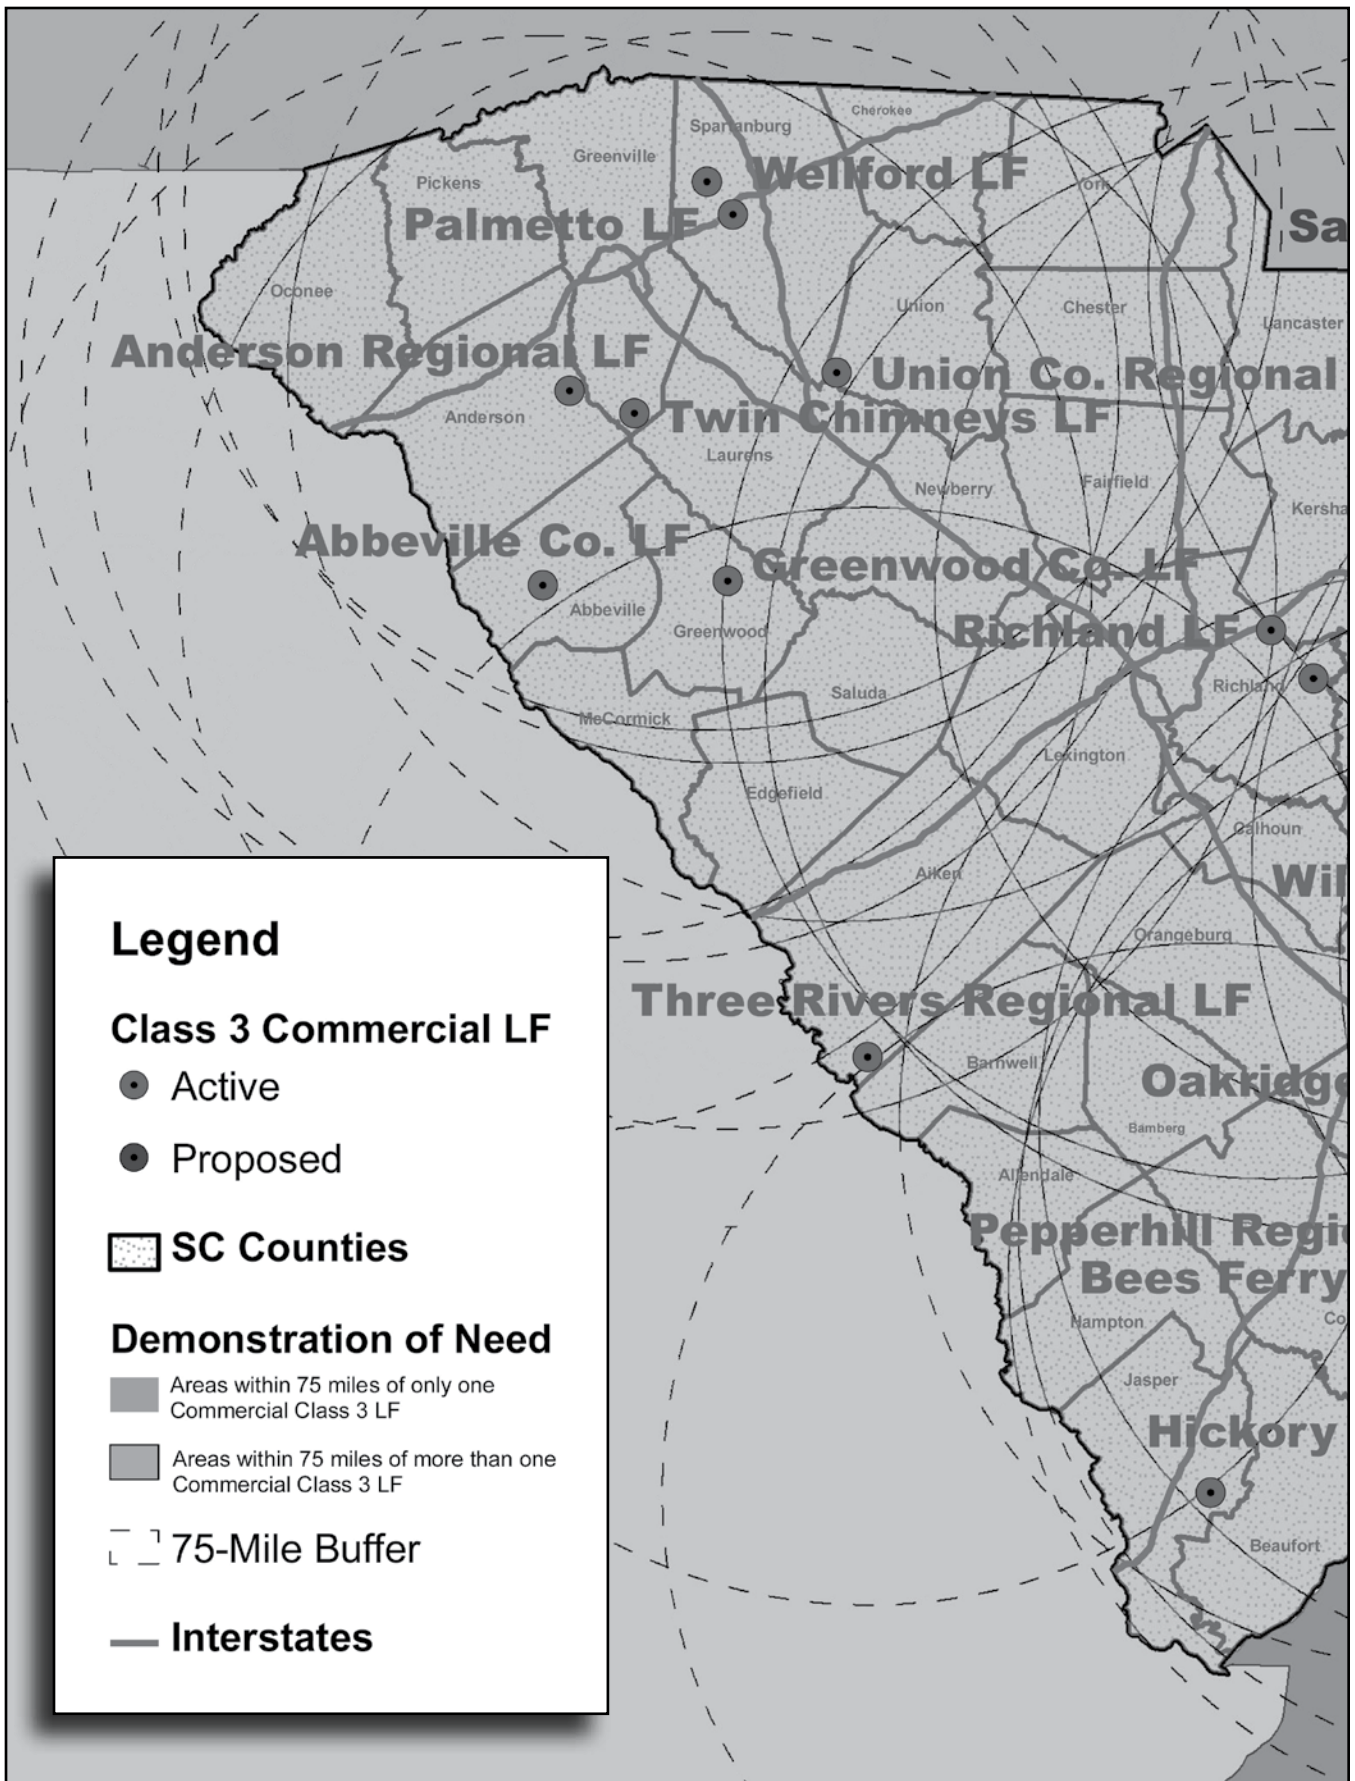 Cherokee
Spartanburg
Greenville
Wellford LF
Pickens
York
Palmetto LF
Sa
Oconee
Union
Chester
Lancaster
Anderson Regional LF
Union Co. Regional
Anderson
Twin Chimneys LF
Laurens
Newberry
Fairfield
Kersha
Abbeville Co. LF
Greenwood Co. LF
Abbeville
Greenwood
Richland LF
Saluda
Richland
McCormick
Lexington
Edgefield
Calhoun
Aiken
Wil
Orangeburg
Three Rivers Regional LF
Barnwell
Oakridge
Bamberg
Allendale
Pepperhill Regi
Bees Ferry
Hampton
Co
Jasper
Hickory
Beaufort
Legend
Class 3 Commercial LF
Active
Proposed
SC Counties
Demonstration of Need
Areas within 75 miles of only one
Commercial Class 3 LF
Areas within 75 miles of more than one
Commercial Class 3 LF
75-Mile Buffer
Interstates